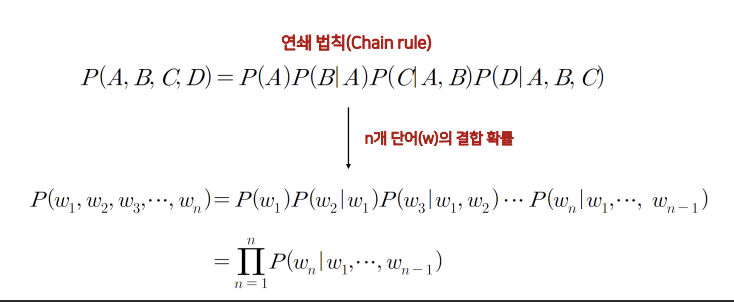 연쇄 법칙(Chain rule)
P(A, B, C, D) = P(A)P(B|A)P(C|A, B)P(D|A, B, C)
n개 단어(w)의 결합 확률
P(w₁, w₂, w₃,⋯, wₙ) = P(w₁)P(w₂|w₁)P(w₃|w₁, w₂)⋯ P(wₙ|w₁,⋯, wₙ₋₁)
= ∏ₙ₌₁ⁿ P(wₙ|w₁,⋯, wₙ₋₁)